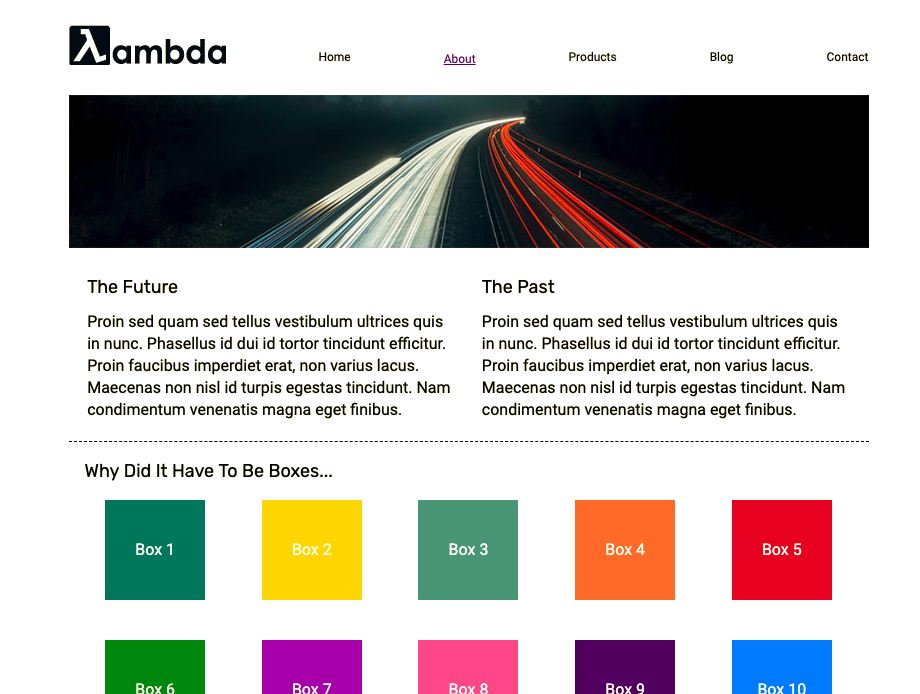 λambda
Home About Products Blog Contact
The Future
Proin sed quam sed tellus vestibulum ultrices quis
in nunc. Phasellus id dui id tortor tincidunt efficitur.
Proin faucibus imperdiet erat, non varius lacus.
Maecenas non nisl id turpis egestas tincidunt. Nam
condimentum venenatis magna eget finibus.
The Past
Proin sed quam sed tellus vestibulum ultrices quis
in nunc. Phasellus id dui id tortor tincidunt efficitur.
Proin faucibus imperdiet erat, non varius lacus.
Maecenas non nisl id turpis egestas tincidunt. Nam
condimentum venenatis magna eget finibus.
Why Did It Have To Be Boxes...
Box 1 Box 2 Box 3 Box 4 Box 5
Box 6 Box 7 Box 8 Box 9 Box 10